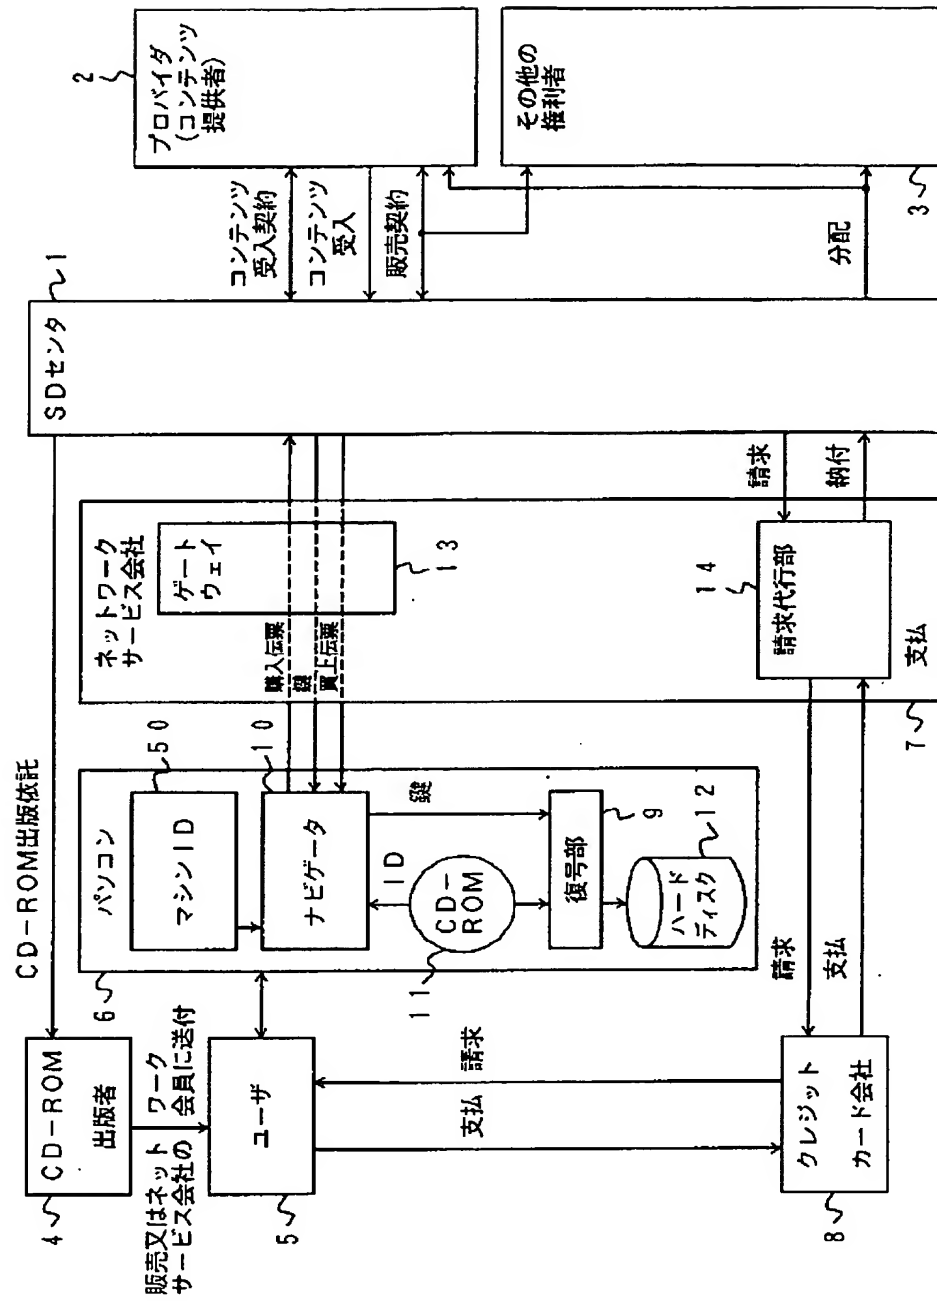 CD-ROM出版依託
プロバイダ
(コンテンツ
提供者)
2
その他の
権利者
3
コンテンツ
受入契約
コンテンツ
受入
販売契約
分配
SDセンタ
1
請求
納付
ネットワーク
サービス会社
ゲート
ウェイ
13
購入伝票
鍵
買上伝票
14
請求代行部
支払
7
パソコン
50
マシンID
10
ナビゲータ
鍵
ID
CD-
ROM
11
9
復号部
12
ハード
ディスク
6
請求
支払
CD-ROM
出版者
4
販売又はネット ワーク
サービス会社の 会員に送付
ユーザ
5
請求
支払
クレジット
カード会社
8